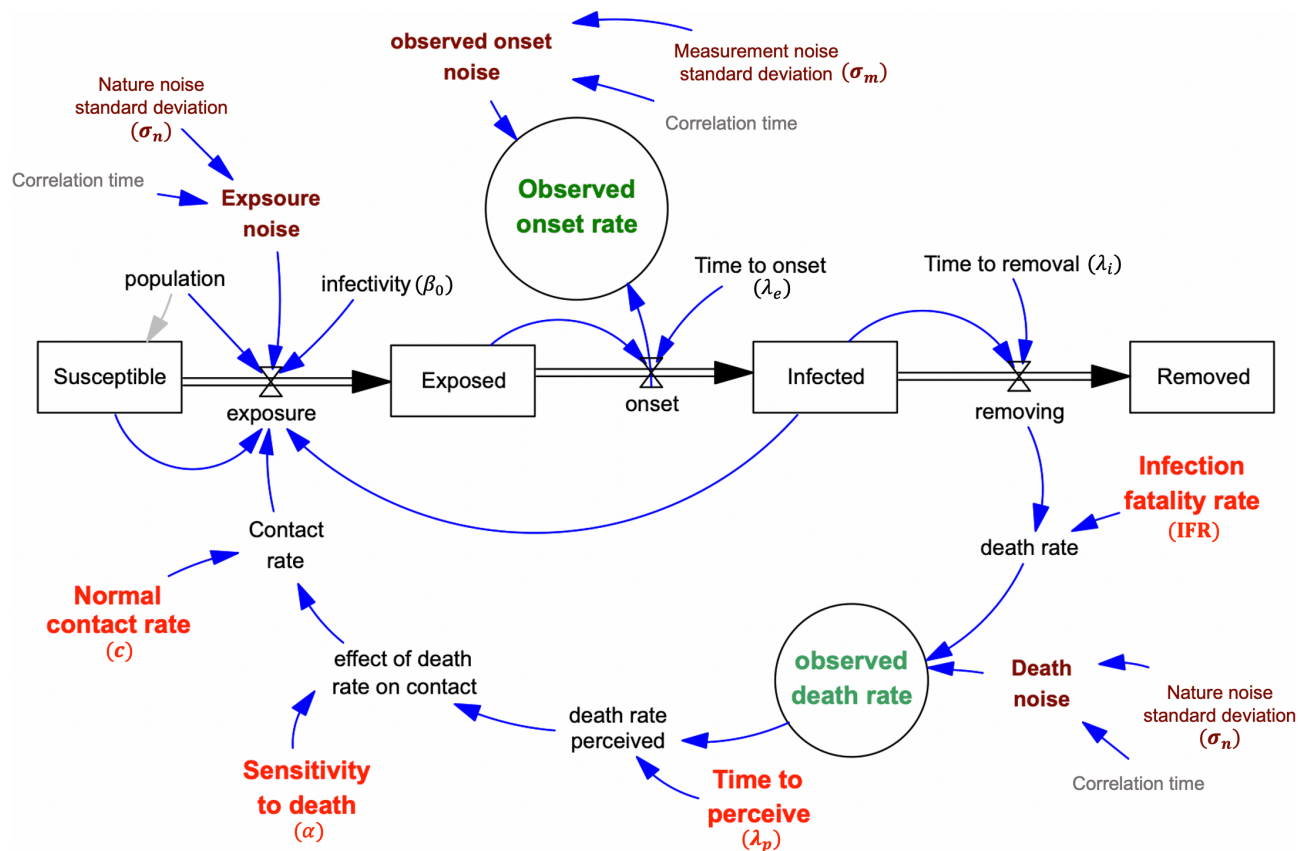 observed onset
noise
Measurement noise
standard deviation (σₘ)
Correlation time
Nature noise
standard deviation
(σₙ)
Correlation time
Expsoure
noise
Observed
onset rate
population
infectivity (β₀)
Time to onset
(λₑ)
Time to removal (λᵢ)
Susceptible
exposure
Exposed
onset
Infected
removing
Removed
Infection
fatality rate
(IFR)
Contact
rate
death rate
Normal
contact rate
(c)
effect of death
rate on contact
observed
death rate
Death
noise
Nature noise
standard deviation
(σₙ)
Correlation time
death rate
perceived
Sensitivity
to death
(α)
Time to
perceive
(λₚ)